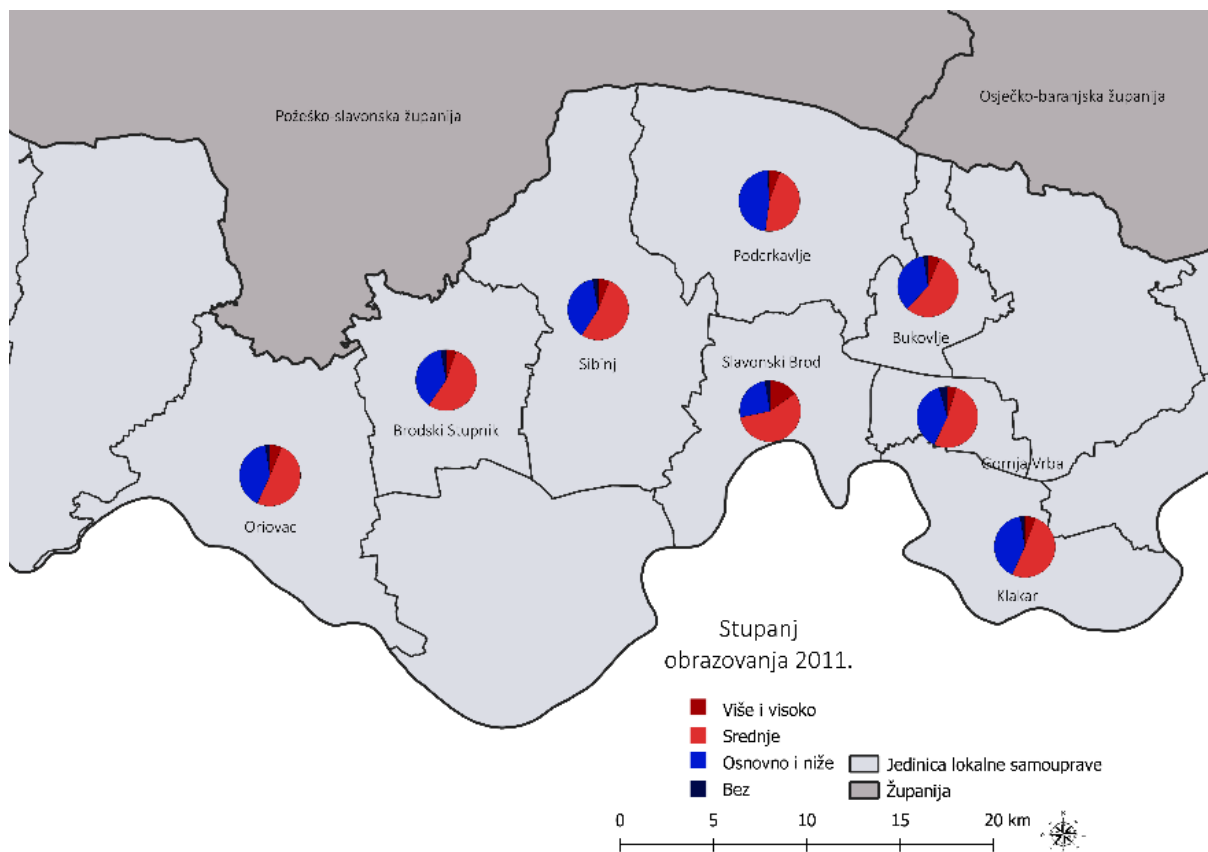 Osječko-baranjska županija
Požeško-slavonska županija
Podcrkavlje
Bukovlje
Sibinj
Slavonski Brod
Brodski Stupnik
Gornja Vrba
Oriovac
Klakar
Stupanj
obrazovanja 2011.
Više i visoko
Srednje
Osnovno i niže
Bez
Jedinica lokalne samouprave
Županija
0 5 10 15 20 km